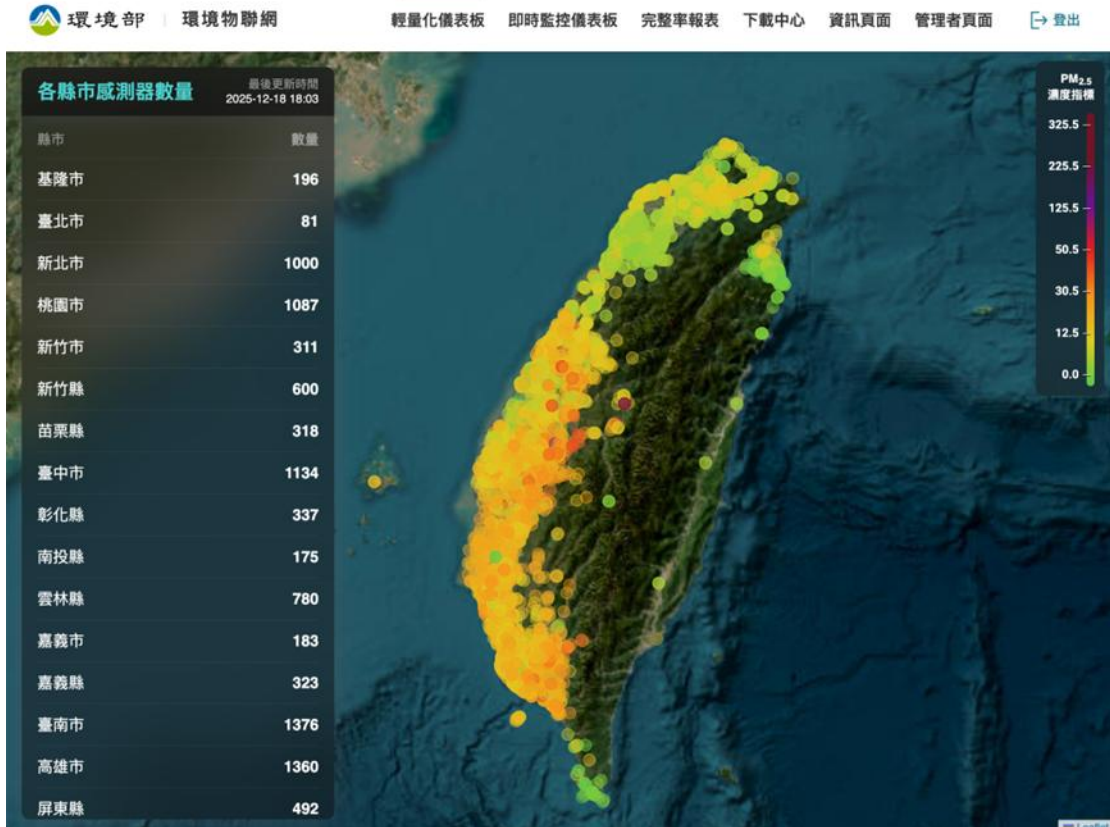 環境部 環境物聯網 輕量化儀表板 即時監控儀表板 完整率報表 下載中心 資訊頁面 管理者頁面 登出
各縣市感測器數量 最後更新時間
2025-12-18 18:03
縣市 數量
基隆市 196
臺北市 81
新北市 1000
桃園市 1087
新竹市 311
新竹縣 600
苗栗縣 318
臺中市 1134
彰化縣 337
南投縣 175
雲林縣 780
嘉義市 183
嘉義縣 323
臺南市 1376
高雄市 1360
屏東縣 492
PM2.5
濃度指標
325.5
225.5
125.5
50.5
30.5
12.5
0.0